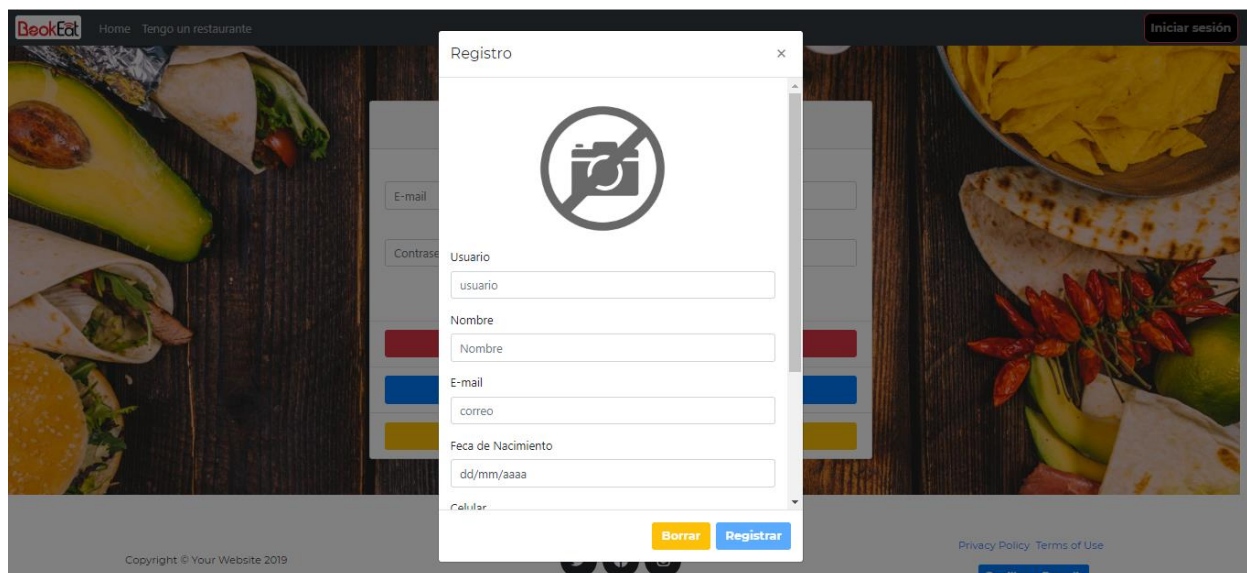 BookEat Home Tengo un restaurante Iniciar sesión
Registro ×
E-mail
Usuario
usuario
Nombre
Nombre
E-mail
correo
Feca de Nacimiento
dd/mm/aaaa
Celular
Borrar Registrar
Privacy Policy Terms of Use
Copyright © Your Website 2019